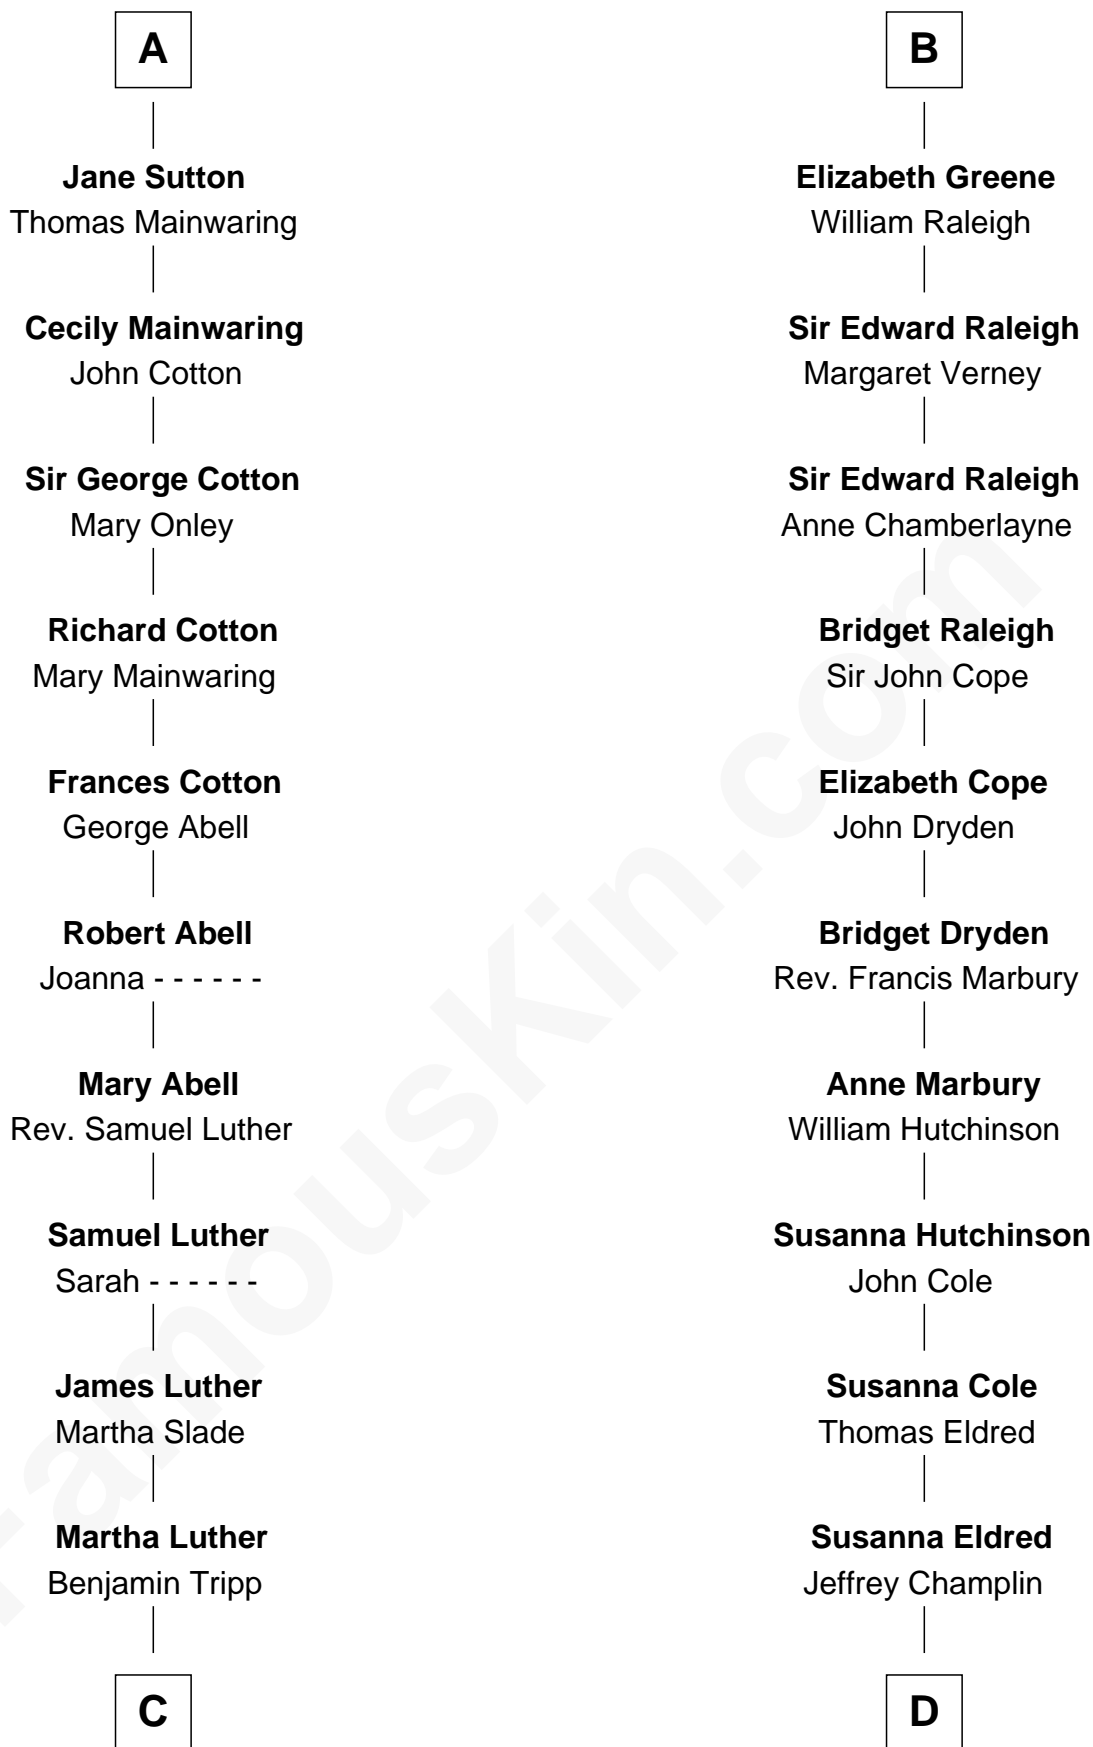 A
Jane Sutton
Thomas Mainwaring
Cecily Mainwaring
John Cotton
Sir George Cotton
Mary Onley
Richard Cotton
Mary Mainwaring
Frances Cotton
George Abell
Robert Abell
Joanna - - - - - -
Mary Abell
Rev. Samuel Luther
Samuel Luther
Sarah - - - - - -
James Luther
Martha Slade
Martha Luther
Benjamin Tripp
C
B
Elizabeth Greene
William Raleigh
Sir Edward Raleigh
Margaret Verney
Sir Edward Raleigh
Anne Chamberlayne
Bridget Raleigh
Sir John Cope
Elizabeth Cope
John Dryden
Bridget Dryden
Rev. Francis Marbury
Anne Marbury
William Hutchinson
Susanna Hutchinson
John Cole
Susanna Cole
Thomas Eldred
Susanna Eldred
Jeffrey Champlin
D
FamousKin.com